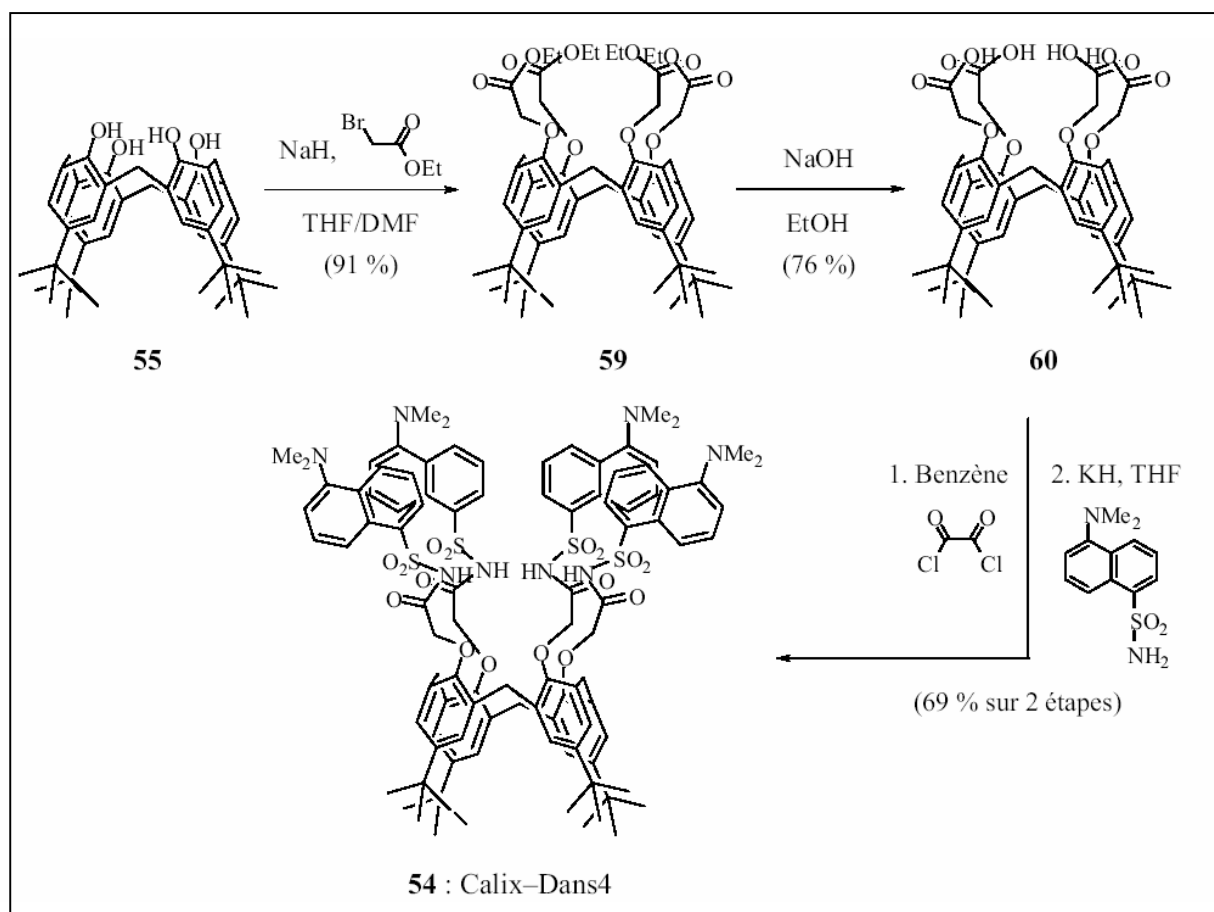 OEt OEt EtO OEt
O O O O
OH OH HO HO
O O O O
OH OH HO OH
NaH, Br O OEt
O O O O
NaOH
O O O O
THF/DMF
EtOH
(91 %)
(76 %)
55
59
60
NMe2 NMe2
Me2N NMe2
1. Benzène
2. KH, THF
O O
Cl Cl
NMe2
SO2
NH2
O2S O2S SO2 SO2
NH NH HN HN
O O O O
O O O O
(69 % sur 2 étapes)
54 : Calix–Dans4